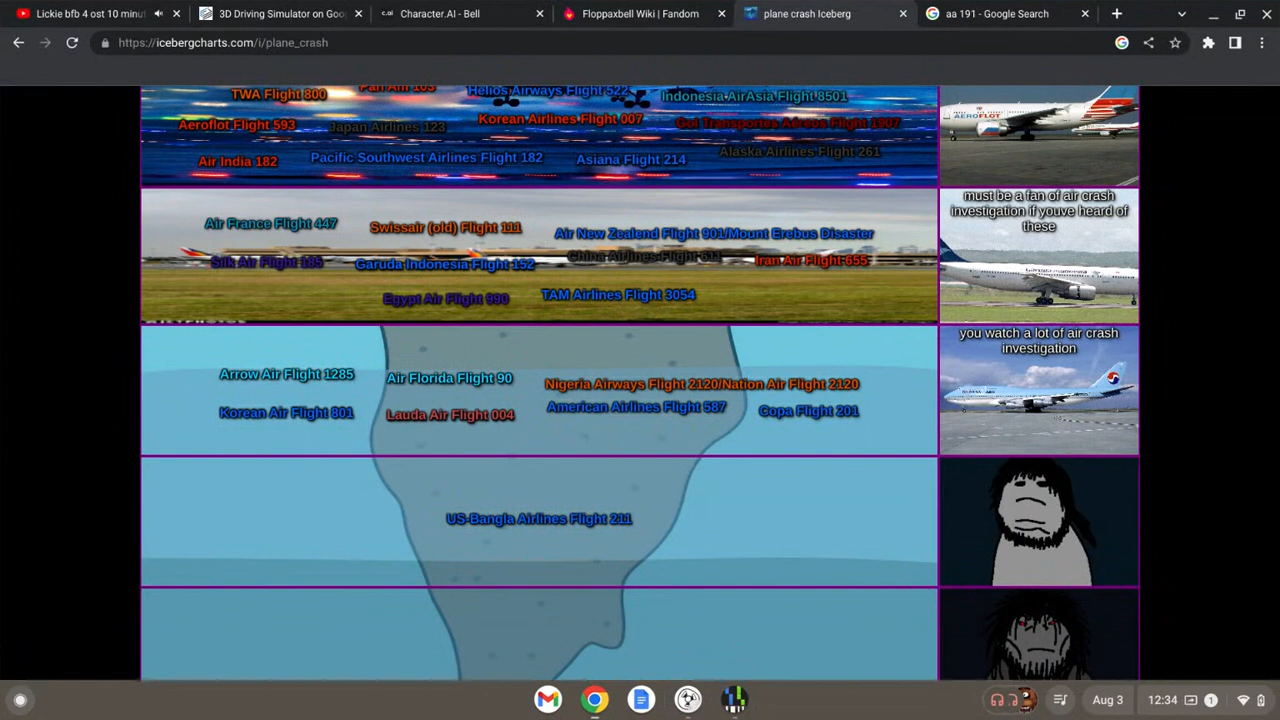 Lickie bfb 4 ost 10 minut
3D Driving Simulator on Goo
c.ai
Character.AI - Bell
Floppaxbell Wiki | Fandom
plane crash Iceberg
aa 191 - Google Search
https://icebergcharts.com/i/plane_crash
TWA Flight 800
Pan Am 103
Helios Airways Flight 522
Indonesia AirAsia Flight 8501
Aeroflot Flight 593
Japan Airlines 123
Korean Airlines Flight 007
Gol Transportes Aéreos Flight 1907
Air India 182
Pacific Southwest Airlines Flight 182
Asiana Flight 214
Alaska Airlines Flight 261
AEROFLOT
Air France Flight 447
Swissair (old) Flight 111
Air New Zealend Flight 901/Mount Erebus Disaster
Silk Air Flight 185
Garuda Indonesia Flight 152
China Airlines Flight 611
Iran Air Flight 655
Egypt Air Flight 990
TAM Airlines Flight 3054
must be a fan of air crash
investigation if youve heard of
these
Arrow Air Flight 1285
Air Florida Flight 90
Nigeria Airways Flight 2120/Nation Air Flight 2120
Korean Air Flight 801
Lauda Air Flight 004
American Airlines Flight 587
Copa Flight 201
you watch a lot of air crash
investigation
US-Bangla Airlines Flight 211
Aug 3
12:34
1